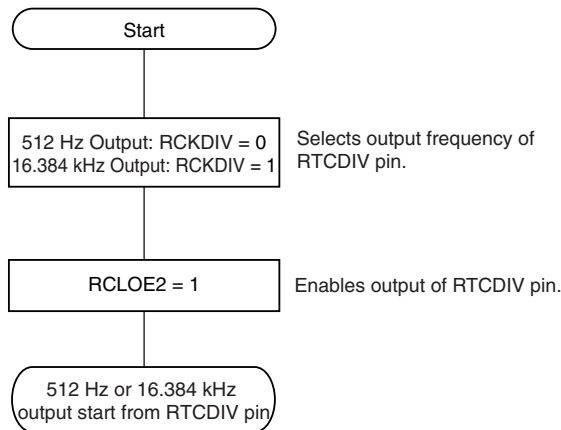 Start
512 Hz Output: RCKDIV = 0
16.384 kHz Output: RCKDIV = 1
Selects output frequency of
RTCDIV pin.
RCLOE2 = 1
Enables output of RTCDIV pin.
512 Hz or 16.384 kHz
output start from RTCDIV pin